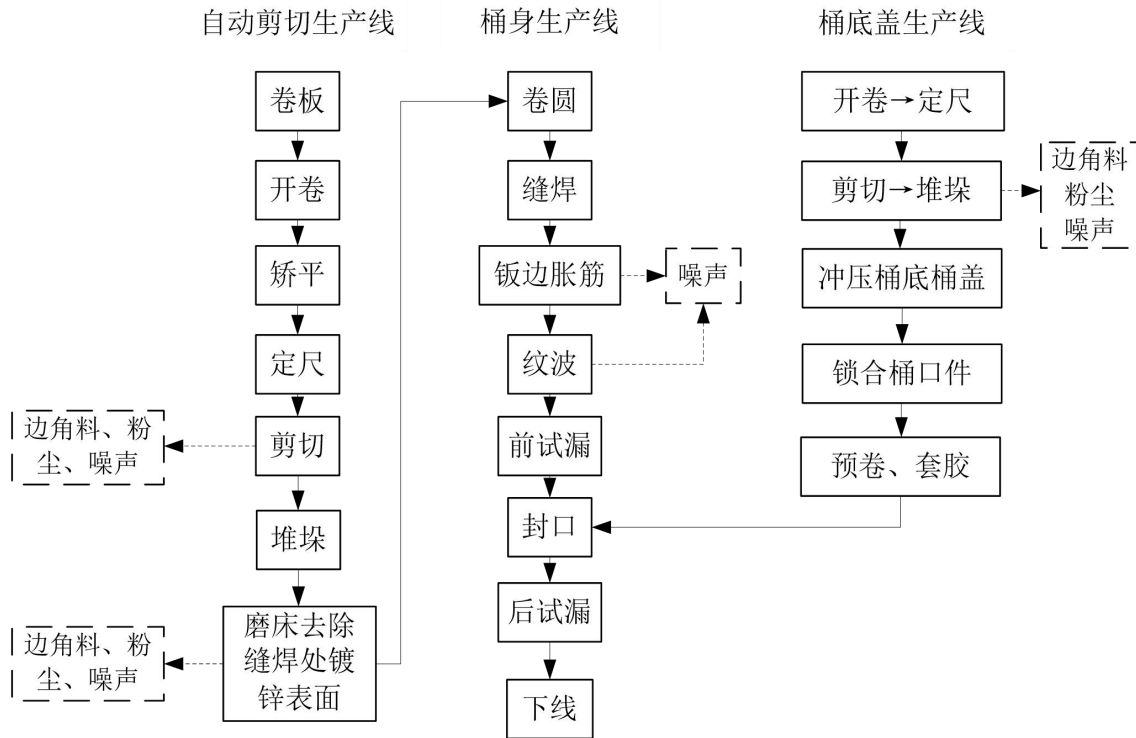 自动剪切生产线
卷板
开卷
矫平
定尺
边角料、粉
尘、噪声
剪切
堆垛
边角料、粉
尘、噪声
磨床去除
缝焊处镀
锌表面
桶身生产线
卷圆
缝焊
钣边胀筋
噪声
纹波
前试漏
封口
后试漏
下线
桶底盖生产线
开卷→定尺
剪切→堆垛
边角料
粉尘
噪声
冲压桶底桶盖
锁合桶口件
预卷、套胶